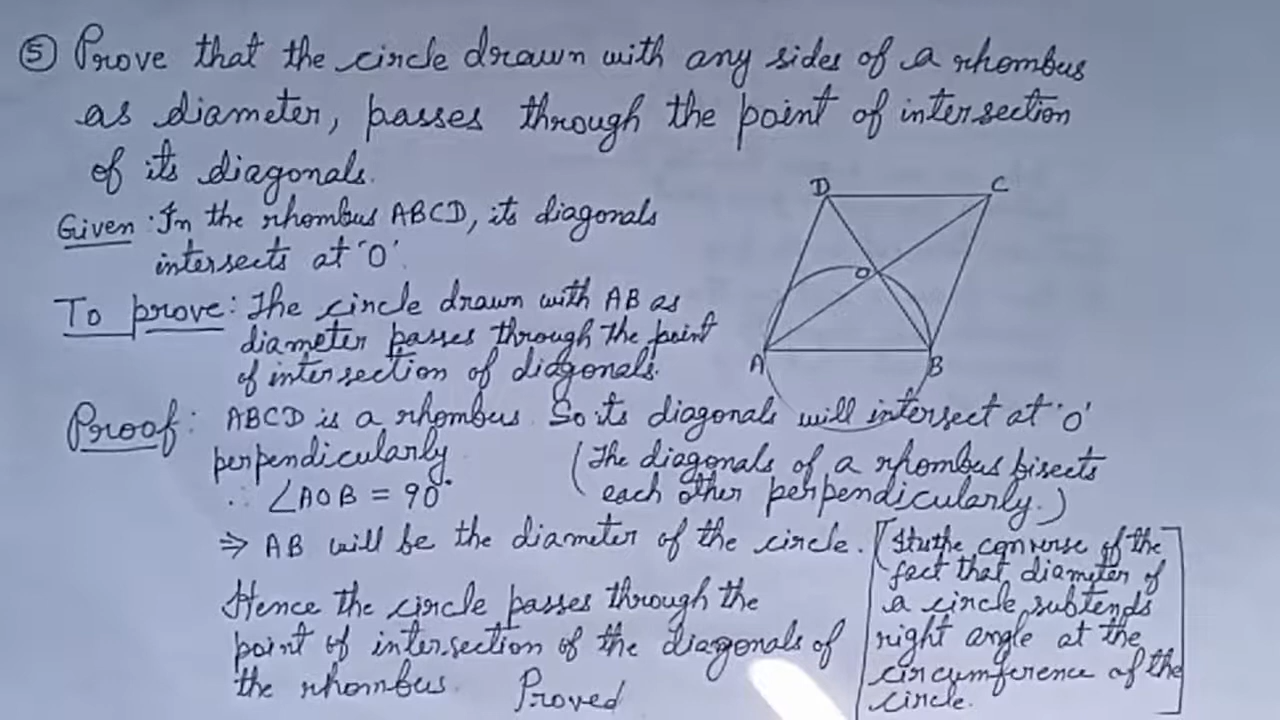 ⑤ Prove that the circle drawn with any sides of a rhombus
as diameter, passes through the point of intersection
of its diagonals.
Given: In the rhombus ABCD, its diagonals
intersects at 'O'.
To prove: The circle drawn with AB as
diameter passes through the point
of intersection of diagonals.
D C
O
A B
Proof: ABCD is a rhombus. So its diagonals will intersect at 'O'
perpendicularly. (The diagonals of a rhombus bisects
∴ ∠AOB = 90° each other perpendicularly.)
⇒ AB will be the diameter of the circle. [the converse of the
fact that diameter of
a circle, subtends
right angle at the
circumference of the
circle.]
Hence the circle passes through the
point of intersection of the diagonals of
the rhombus. Proved